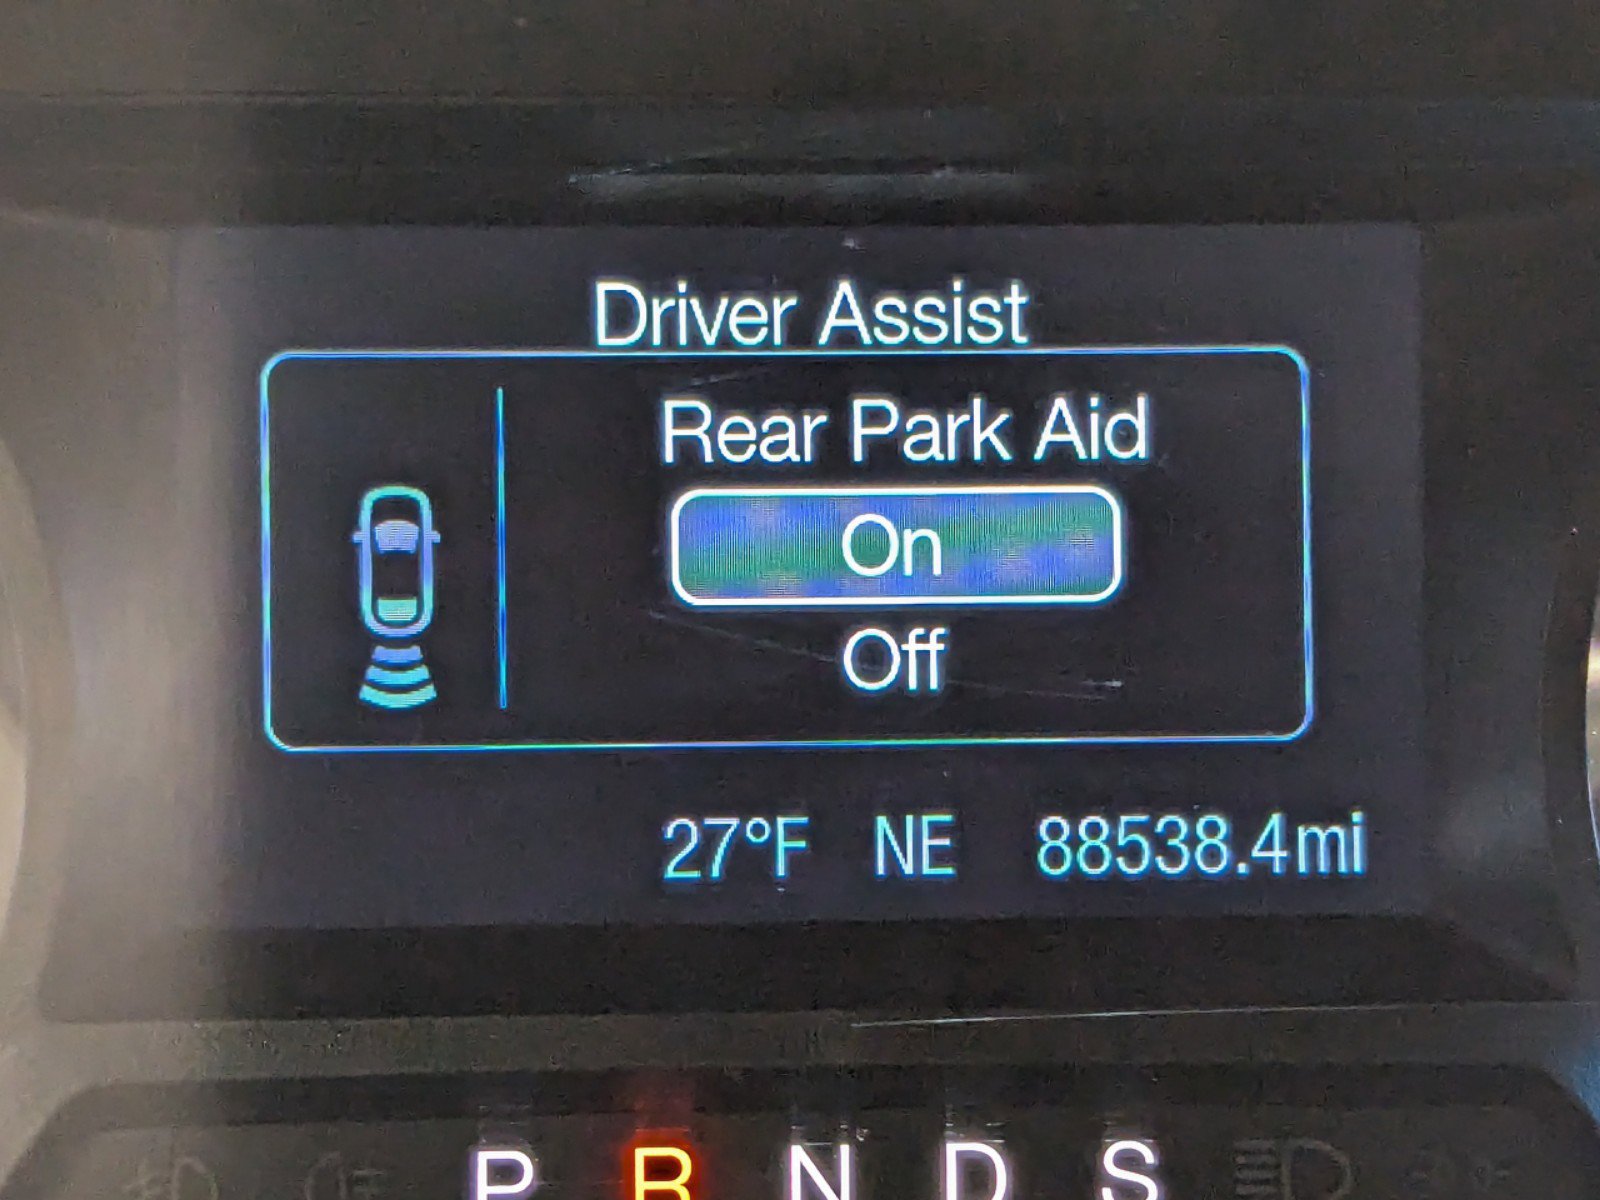 Driver Assist
Rear Park Aid
On
Off
27°F NE 88538.4mi
P R N D S